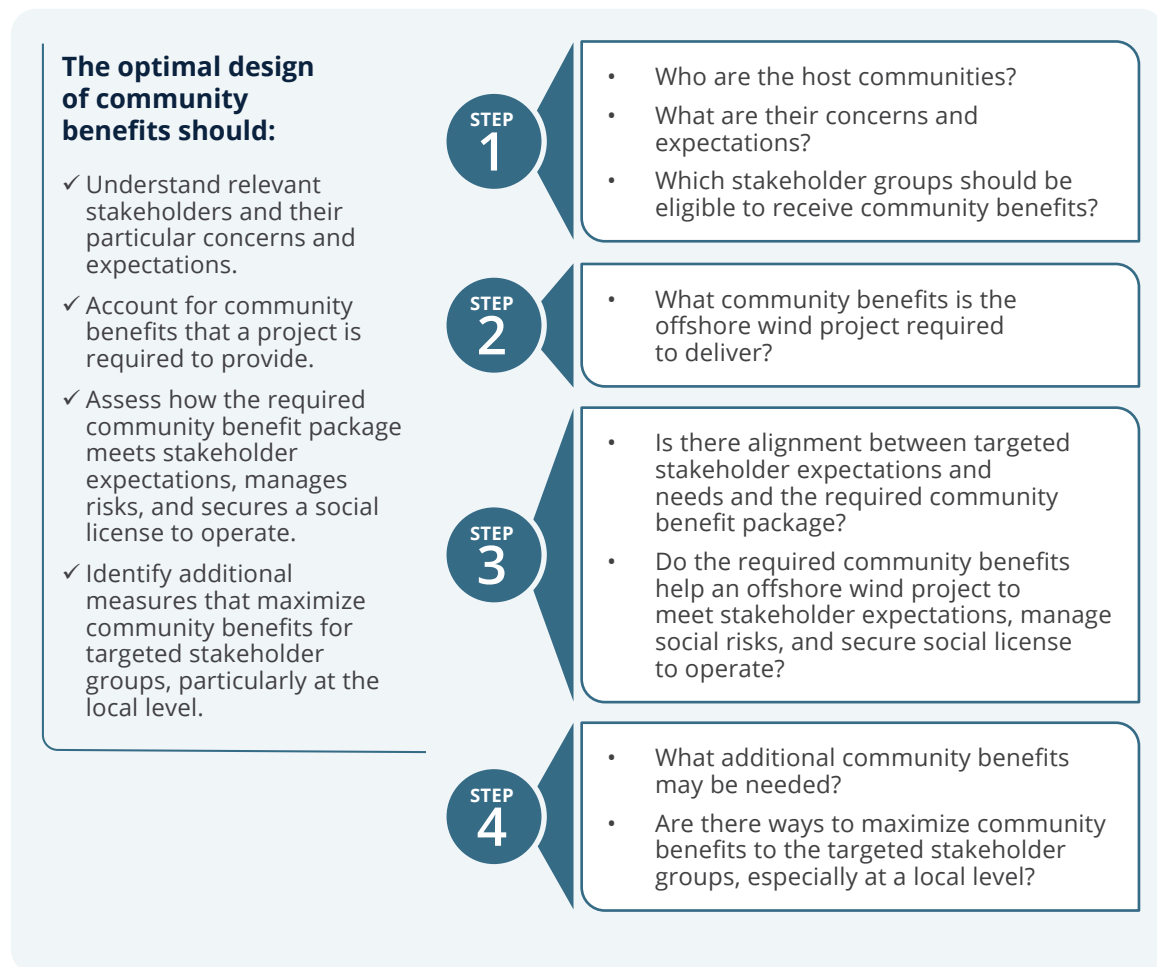 The optimal design
of community
benefits should:
✓ Understand relevant
stakeholders and their
particular concerns and
expectations.
✓ Account for community
benefits that a project is
required to provide.
✓ Assess how the required
community benefit package
meets stakeholder
expectations, manages
risks, and secures a social
license to operate.
✓ Identify additional
measures that maximize
community benefits for
targeted stakeholder
groups, particularly at the
local level.
STEP
1
• Who are the host communities?
• What are their concerns and
expectations?
• Which stakeholder groups should be
eligible to receive community benefits?
STEP
2
• What community benefits is the
offshore wind project required
to deliver?
STEP
3
• Is there alignment between targeted
stakeholder expectations and
needs and the required community
benefit package?
• Do the required community benefits
help an offshore wind project to
meet stakeholder expectations, manage
social risks, and secure social license
to operate?
STEP
4
• What additional community benefits
may be needed?
• Are there ways to maximize community
benefits to the targeted stakeholder
groups, especially at a local level?